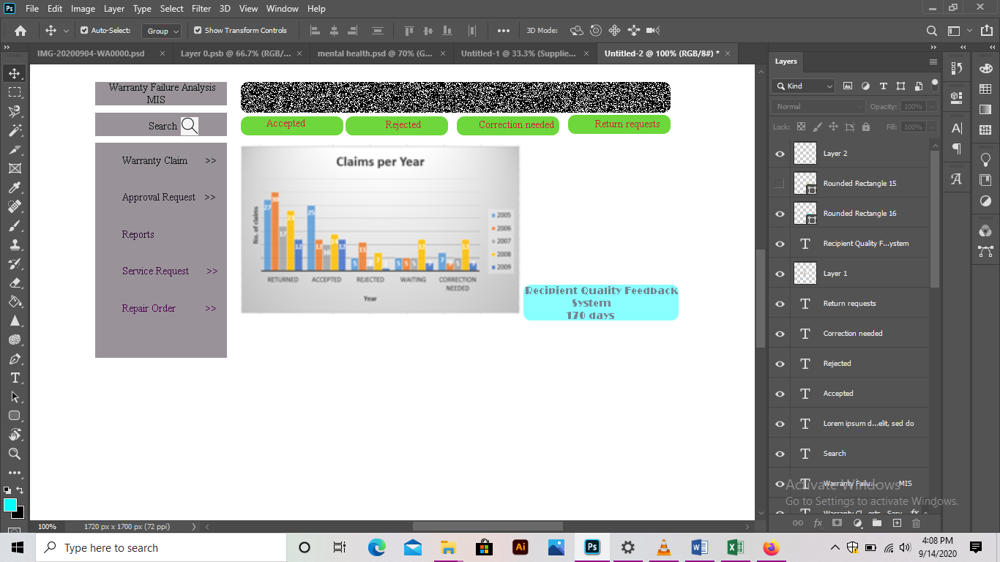 File Edit Image Layer Type Select Filter 3D View Window Help
Auto-Select: Group Show Transform Controls 3D Mode:
IMG-20200904-WA0000.psd × Layer 0.psb @ 66.7% (RGB/... × mental health.psd @ 70% (G... × Untitled-1 @ 33.3% (Supplie... × Untitled-2 @ 100% (RGB/8#) * ×
Warranty Failure Analysis
MIS
Search
Warranty Claim >>
Approval Request >>
Reports
Service Request >>
Repair Order >>
Accepted Rejected Correction needed Return requests
Claims per Year
No. of claims
27 30 17 21 12
25 12 10 14 12
5 11 7
5 5 5 12
7 5 12
RETURNED ACCEPTED REJECTED WAITING CORRECTION
NEEDED
Year
2005
2006
2007
2008
2009
Recipient Quality Feedback
System
170 days
Layers
Kind
Normal Opacity: 100%
Lock: Fill: 100%
Layer 2
Rounded Rectangle 15
Rounded Rectangle 16
Recipient Quality F...ystem
Layer 1
Return requests
Correction needed
Rejected
Accepted
Lorem ipsum d...elit, sed do
Search
Warranty Failu... MIS
Activate Windows
Go to Settings to activate Windows.
100% 1720 px x 1700 px (72 ppi)
Type here to search
4:08 PM
9/14/2020